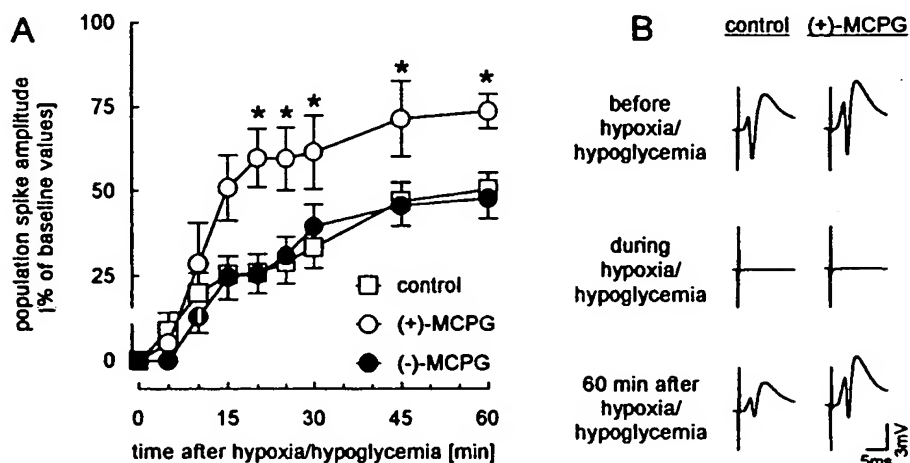 A
population spike amplitude
[% of baseline values]
100
75
50
25
0
* * * * *
control
(+)-MCPG
(-)-MCPG
0 15 30 45 60
time after hypoxia/hypoglycemia [min]
B
control (+)-MCPG
before
hypoxia/
hypoglycemia
during
hypoxia/
hypoglycemia
60 min after
hypoxia/
hypoglycemia
5ms
3mV